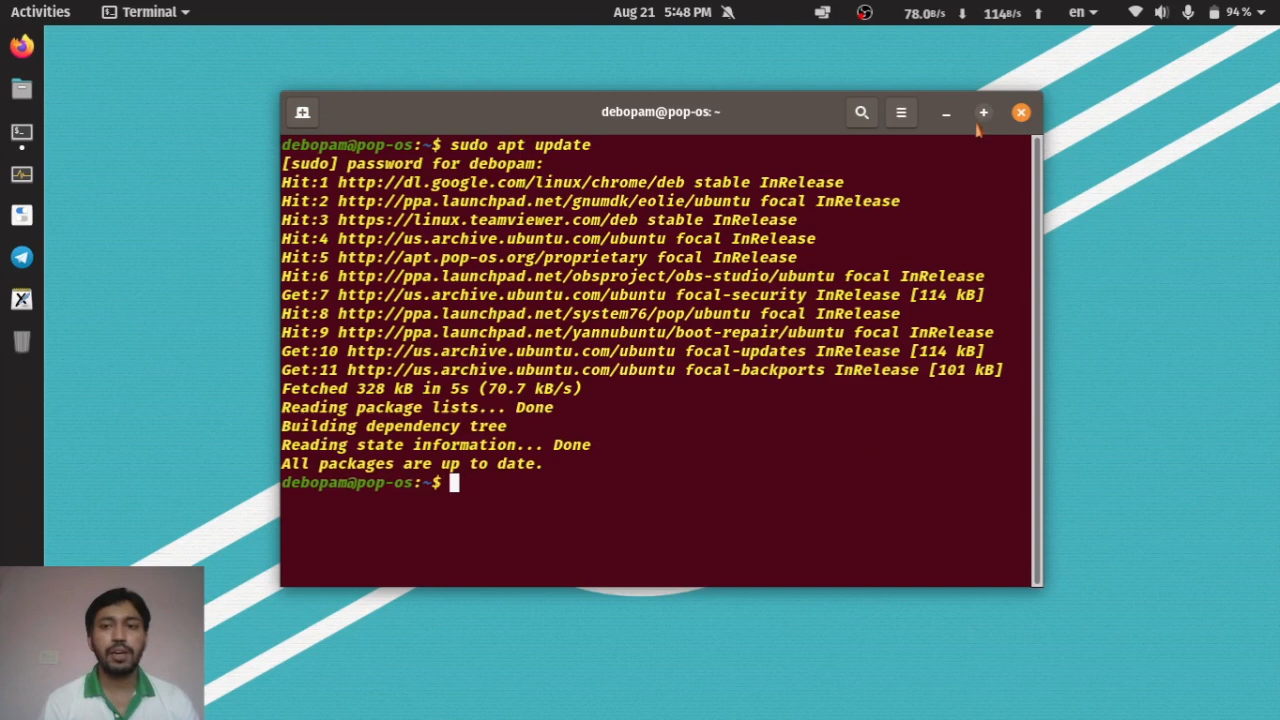 Activities
Terminal
Aug 21 5:48 PM
78.0B/s
114B/s
en
94 %
debopam@pop-os: ~
debopam@pop-os:~$ sudo apt update
[sudo] password for debopam:
Hit:1 http://dl.google.com/linux/chrome/deb stable InRelease
Hit:2 http://ppa.launchpad.net/gnumdk/eolie/ubuntu focal InRelease
Hit:3 https://linux.teamviewer.com/deb stable InRelease
Hit:4 http://us.archive.ubuntu.com/ubuntu focal InRelease
Hit:5 http://apt.pop-os.org/proprietary focal InRelease
Hit:6 http://ppa.launchpad.net/obsproject/obs-studio/ubuntu focal InRelease
Get:7 http://us.archive.ubuntu.com/ubuntu focal-security InRelease [114 kB]
Hit:8 http://ppa.launchpad.net/system76/pop/ubuntu focal InRelease
Hit:9 http://ppa.launchpad.net/yannubuntu/boot-repair/ubuntu focal InRelease
Get:10 http://us.archive.ubuntu.com/ubuntu focal-updates InRelease [114 kB]
Get:11 http://us.archive.ubuntu.com/ubuntu focal-backports InRelease [101 kB]
Fetched 328 kB in 5s (70.7 kB/s)
Reading package lists... Done
Building dependency tree
Reading state information... Done
All packages are up to date.
debopam@pop-os:~$